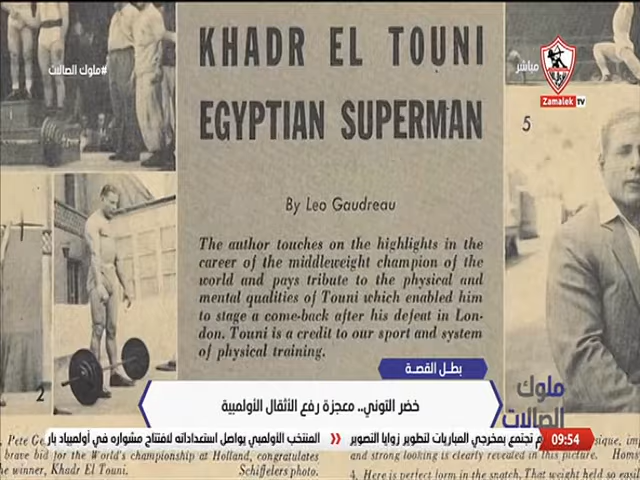 #ملوك الصالات
مباشر
Zamalek TV
KHADR EL TOUNI
EGYPTIAN SUPERMAN
5
By Leo Gaudreau
The author touches on the highlights in the
career of the middleweight champion of the
world and pays tribute to the physical and
mental qualities of Touni which enabled him
to stage a come-back after his defeat in Lon-
don. Touni is a credit to our sport and system
of physical training.
2
بطل القصة
خضر التوني.. معجزة رفع الأثقال الأولمبية
ملوك
الصالات
م تجتمع بمخرجي المباريات لتطوير زوايا التصوير » المنتخب الأولمبي يواصل استعداداته لافتتاح مشواره في أولمبياد بار
09:54
Pete
brave bid for the World's championship at Holland, congratulates
he winner, Khadr El Touni. Schiffelers photo.
and strong looking is clearly revealed in this picture.
4. Here is perfect form in the snatch. That weight held so easil